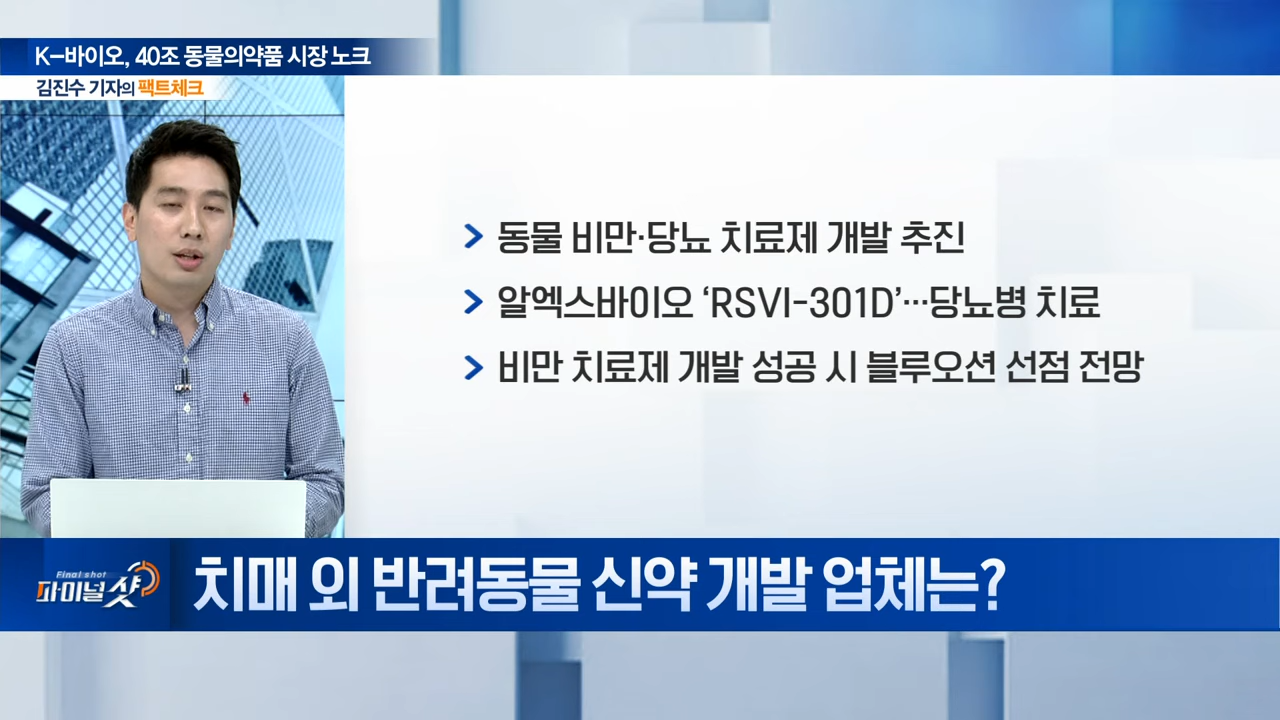 K-바이오, 40조 동물의약품 시장 노크
김진수 기자의 팩트체크
> 동물 비만·당뇨 치료제 개발 추진
> 알엑스바이오 ‘RSVI-301D’…당뇨병 치료
> 비만 치료제 개발 성공 시 블루오션 선점 전망
Final shot
파이널 샷
치매 외 반려동물 신약 개발 업체는?